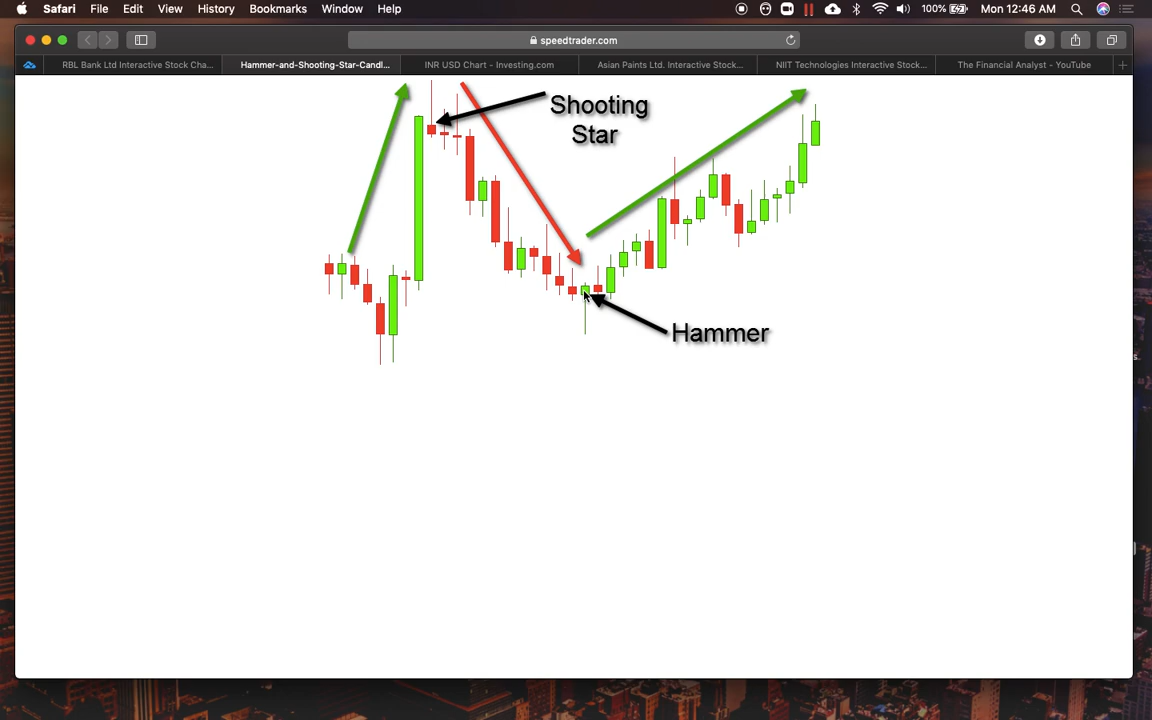 Safari File Edit View History Bookmarks Window Help 100% Mon 12:46 AM
speedtrader.com
RBL Bank Ltd Interactive Stock Cha... Hammer-and-Shooting-Star-Candl... INR USD Chart - Investing.com Asian Paints Ltd. Interactive Stock... NIIT Technologies Interactive Stock... The Financial Analyst - YouTube
Shooting
Star
Hammer